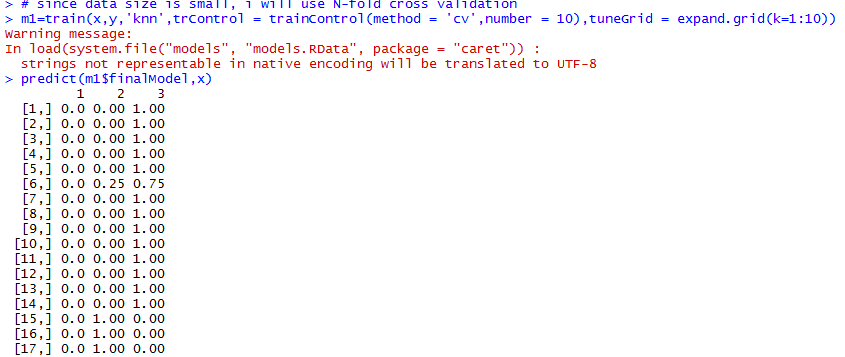 > # since data size is small, i will use N-fold cross validation
> m1=train(x,y,'knn',trControl = trainControl(method = 'cv',number = 10),tuneGrid = expand.grid(k=1:10))
Warning message:
In load(system.file("models", "models.RData", package = "caret")) :
  strings not representable in native encoding will be translated to UTF-8
> predict(m1$finalModel,x)
         1    2    3
  [1,] 0.0 0.00 1.00
  [2,] 0.0 0.00 1.00
  [3,] 0.0 0.00 1.00
  [4,] 0.0 0.00 1.00
  [5,] 0.0 0.00 1.00
  [6,] 0.0 0.25 0.75
  [7,] 0.0 0.00 1.00
  [8,] 0.0 0.00 1.00
  [9,] 0.0 0.00 1.00
 [10,] 0.0 0.00 1.00
 [11,] 0.0 0.00 1.00
 [12,] 0.0 0.00 1.00
 [13,] 0.0 0.00 1.00
 [14,] 0.0 0.00 1.00
 [15,] 0.0 1.00 0.00
 [16,] 0.0 1.00 0.00
 [17,] 0.0 1.00 0.00